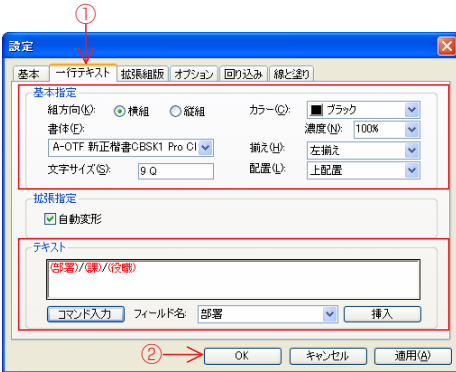 ①
設定
基本 一行テキスト 拡張組版 オプション 回り込み 線と塗り
基本指定
組方向(K): 横組 縦組 カラー(C): ブラック
書体(F): 濃度(N): 100%
A-OTF 新正楷書CBSK1 Pro Cl 揃え(H): 左揃え
文字サイズ(S): 9 Q 配置(L): 上配置
拡張指定
自動変形
テキスト
(部署)/(課)/(役職)
コマンド入力 フィールド名: 部署 挿入
② OK キャンセル 適用(A)